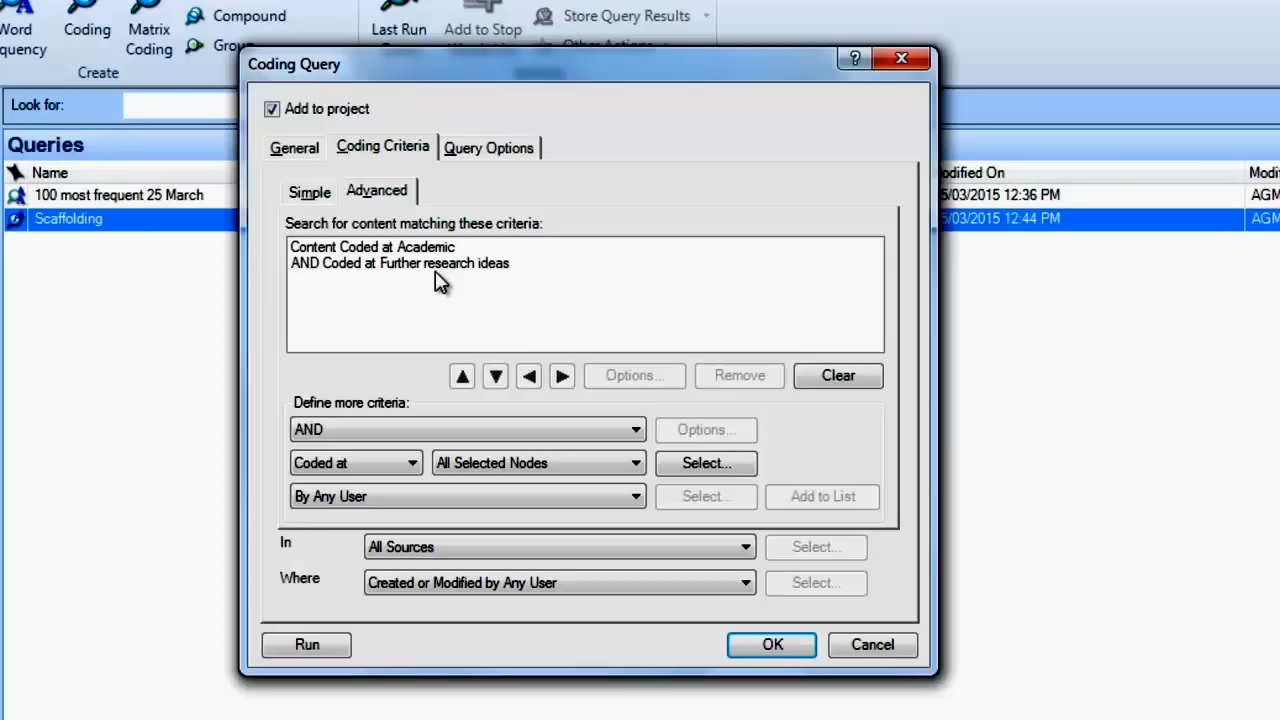 Word
Frequency
Coding
Matrix
Coding
Compound
Group
Create
Last Run
Add to Stop
Store Query Results
Other Actions
Look for:
Queries
Name
100 most frequent 25 March
Scaffolding
odified On
5/03/2015 12:36 PM
5/03/2015 12:44 PM
Modif
AGM
AGM
Coding Query
?
Add to project
General
Coding Criteria
Query Options
Simple
Advanced
Search for content matching these criteria:
Content Coded at Academic
AND Coded at Further research ideas
Options...
Remove
Clear
Define more criteria:
AND
Options...
Coded at
All Selected Nodes
Select...
By Any User
Select...
Add to List
In
All Sources
Select...
Where
Created or Modified by Any User
Select...
Run
OK
Cancel